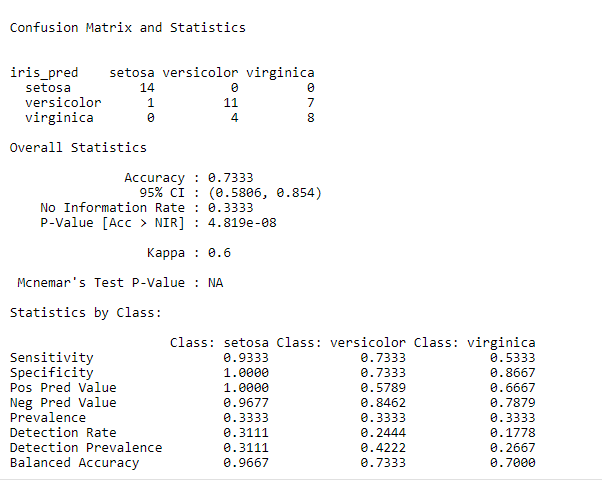 Confusion Matrix and Statistics
iris_pred setosa versicolor virginica
setosa 14 0 0
versicolor 1 11 7
virginica 0 4 8
Overall Statistics
Accuracy : 0.7333
95% CI : (0.5806, 0.854)
No Information Rate : 0.3333
P-Value [Acc > NIR] : 4.819e-08
Kappa : 0.6
Mcnemar's Test P-Value : NA
Statistics by Class:
Class: setosa Class: versicolor Class: virginica
Sensitivity 0.9333 0.7333 0.5333
Specificity 1.0000 0.7333 0.8667
Pos Pred Value 1.0000 0.5789 0.6667
Neg Pred Value 0.9677 0.8462 0.7879
Prevalence 0.3333 0.3333 0.3333
Detection Rate 0.3111 0.2444 0.1778
Detection Prevalence 0.3111 0.4222 0.2667
Balanced Accuracy 0.9667 0.7333 0.7000